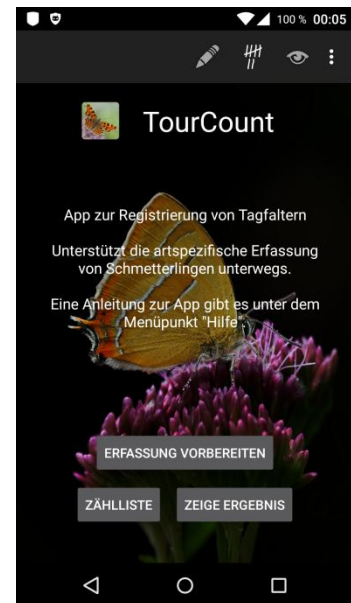 100 % 00:05
TourCount
App zur Registrierung von Tagfaltern
Unterstützt die artspezifische Erfassung
von Schmetterlingen unterwegs.
Eine Anleitung zur App gibt es unter dem
Menüpunkt "Hilfe".
ERFASSUNG VORBEREITEN
ZÄHLLISTE ZEIGE ERGEBNIS